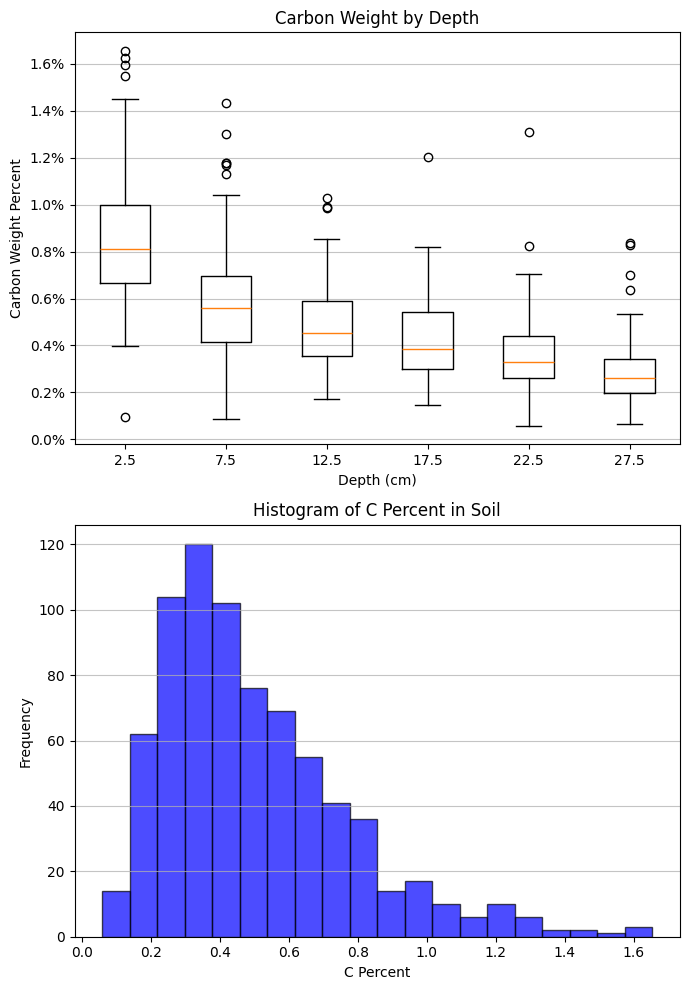 Carbon Weight by Depth
Carbon Weight Percent
1.6%
1.4%
1.2%
1.0%
0.8%
0.6%
0.4%
0.2%
0.0%
2.5 7.5 12.5 17.5 22.5 27.5
Depth (cm)
Histogram of C Percent in Soil
Frequency
120
100
80
60
40
20
0
0.0 0.2 0.4 0.6 0.8 1.0 1.2 1.4 1.6
C Percent